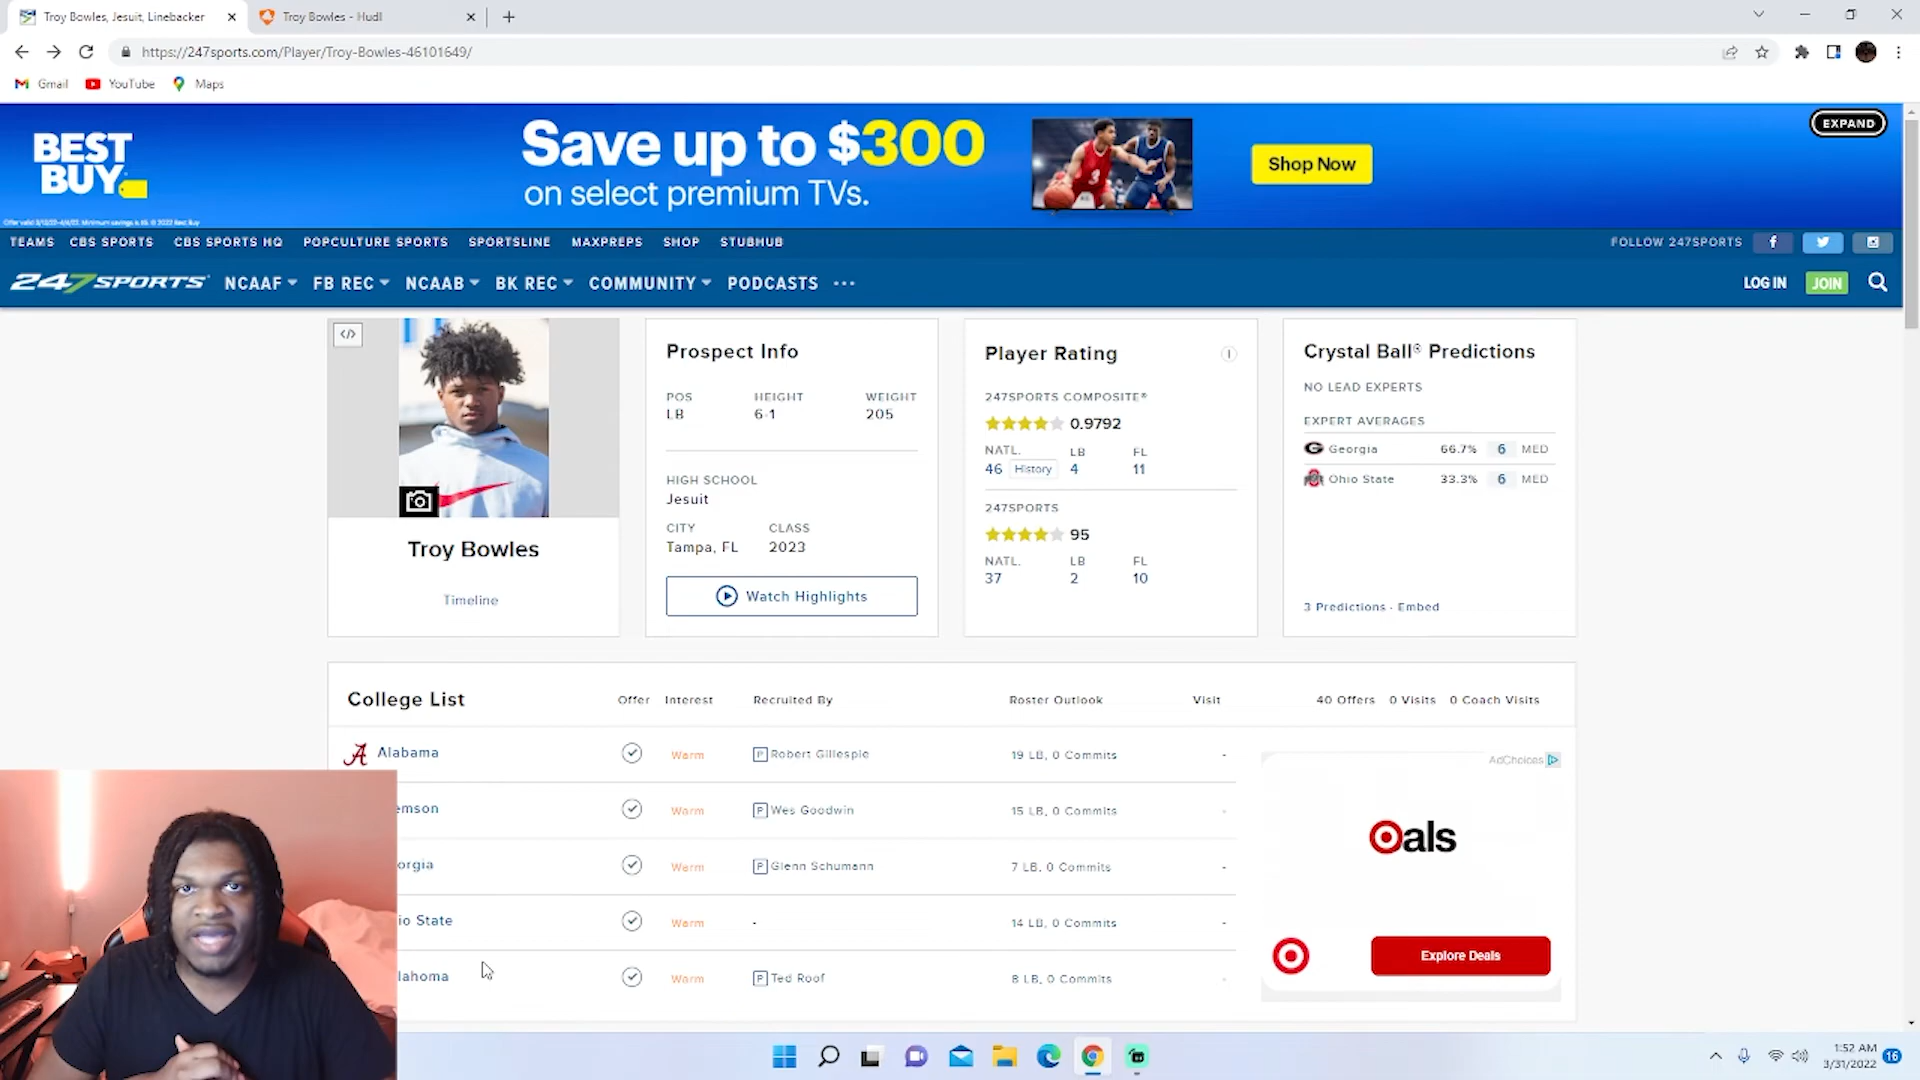 Troy Bowles, Jesuit, Linebacker
Troy Bowles - Hudl
https://247sports.com/Player/Troy-Bowles-46101649/
Gmail YouTube Maps
BEST BUY
Save up to $300
on select premium TVs.
Shop Now
EXPAND
TEAMS CBS SPORTS CBS SPORTS HQ POPCULTURE SPORTS SPORTSLINE MAXPREPS SHOP STUBHUB
FOLLOW 247SPORTS
247SPORTS NCAAF FB REC NCAAB BK REC COMMUNITY PODCASTS ...
LOG IN JOIN
Troy Bowles
Timeline
Prospect Info
POS HEIGHT WEIGHT
LB 6-1 205
HIGH SCHOOL
Jesuit
CITY CLASS
Tampa, FL 2023
Watch Highlights
Player Rating
247SPORTS COMPOSITE®
0.9792
NATL. LB FL
46 History 4 11
247SPORTS
95
NATL. LB FL
37 2 10
Crystal Ball® Predictions
NO LEAD EXPERTS
EXPERT AVERAGES
Georgia 66.7% 6 MED
Ohio State 33.3% 6 MED
3 Predictions · Embed
College List Offer Interest Recruited By Roster Outlook Visit 40 Offers 0 Visits 0 Coach Visits
Alabama Warm P Robert Gillespie 19 LB, 0 Commits -
emson Warm P Wes Goodwin 15 LB, 0 Commits -
orgia Warm P Glenn Schumann 7 LB, 0 Commits -
io State Warm - 14 LB, 0 Commits -
lahoma Warm P Ted Roof 8 LB, 0 Commits -
AdChoices
als
Explore Deals
1:52 AM
3/31/2022
16